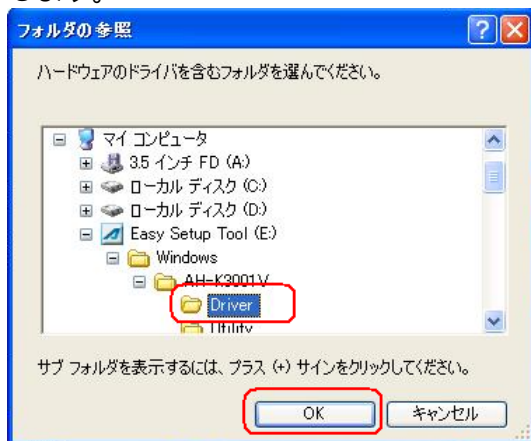 します。
フォルダの参照
ハードウェアのドライバを含むフォルダを選んでください。
マイ コンピュータ
3.5 インチ FD (A:)
ローカル ディスク (C:)
ローカル ディスク (D:)
Easy Setup Tool (E:)
Windows
AH-K3001V
Driver
Utility
サブ フォルダを表示するには、プラス (+) サインをクリックしてください。
OK
キャンセル